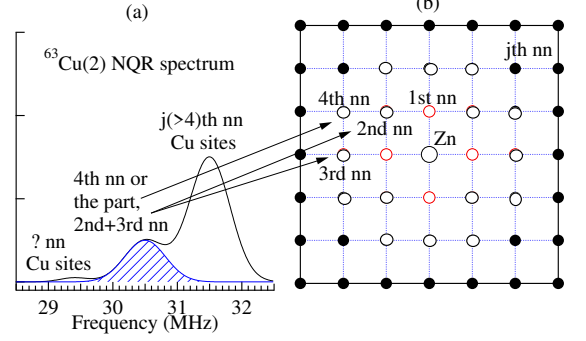 (a)
⁶³Cu(2) NQR spectrum
j(>4)th nn
Cu sites
4th nn or
the part,
2nd+3rd nn
? nn
Cu sites
29 30 31 32
Frequency (MHz)
(b)
jth nn
4th nn 1st nn
2nd nn Zn
3rd nn